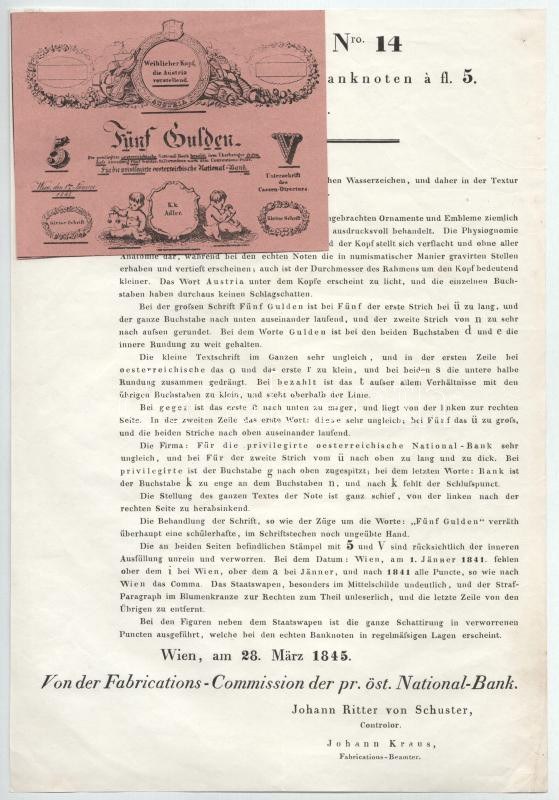 Nro. 14
anknoten à fl. 5.
Weiblicher Kopf,
die Austria
vorstellend.
AUSTRIA
5
Fünf Gulden.
V
Für die privilegirte oesterreichische National-Bank.
Wien, den 1ten Jänner
1841
Unterschrift
des
Cassen-Directors.
K.k.
Adler.
Kleine Schrift
Kleine Schrift
hen Wasserzeichen, und daher in der Textur
ngebrachten Ornamente und Embleme ziemlich
ausdrucksvoll behandelt. Die Physiognomie
d der Kopf stellt sich verflacht und ohne aller
Anatomie dar, während bei den echten Noten die in numismatischer Manier gravirten Stellen
erhaben und vertieft erscheinen; auch ist der Durchmesser des Rahmens um den Kopf bedeutend
kleiner. Das Wort Austria unter dem Kopfe erscheint zu licht, und die einzelnen Buch-
staben haben durchaus keinen Schlagschatten.
Bei der großen Schrift Fünf Gulden ist bei Fünf der erste Strich bei ü zu lang, und
der ganze Buchstabe nach unten auseinander laufend, und der zweite Strich von n zu sehr
nach außen gerundet. Bei dem Worte Gulden ist bei den beiden Buchstaben d und e die
innere Rundung zu weit gehalten.
Die kleine Textschrift im Ganzen sehr ungleich, und in der ersten Zeile bei
oesterreichische das o und das erste r zu klein, und bei beiden s die untere halbe
Rundung zusammen gedrängt. Bei bezahlt ist das t außer allem Verhältnisse mit den
übrigen Buchstaben zu klein, und steht oberhalb der Linie.
Bei gegen ist das erste g nach unten zu mager, und liegt von der linken zur rechten
Seite. In der zweiten Zeile das erste Wort: diese sehr ungleich; bei Fünf das ü zu groß,
und die beiden Striche nach oben auseinander laufend.
Die Firma: Für die privilegirte oesterreichische National-Bank sehr
ungleich, und bei Für der zweite Strich vom ü nach oben zu lang und zu dick. Bei
privilegirte ist der Buchstabe g nach oben zugespitzt; bei dem letzten Worte: Bank ist
der Buchstabe k zu enge an dem Buchstaben n, und nach k fehlt der Schlußpunct.
Die Stellung des ganzen Textes der Note ist ganz schief, von der linken nach der
rechten Seite zu herabsinkend.
Die Behandlung der Schrift, so wie der Züge um die Worte: „Fünf Gulden“ verräth
überhaupt eine schülerhafte, im Schriftstechen noch ungeübte Hand.
Die an beiden Seiten befindlichen Stämpel mit 5 und V sind rücksichtlich der inneren
Ausfüllung unrein und verworren. Bei dem Datum: Wien, am 1. Jänner 1841. fehlen
ober dem i bei Wien, ober dem a bei Jänner, und nach 1841 alle Puncte, so wie nach
Wien das Comma. Das Staatswapen, besonders im Mittelschilde undeutlich, und der Straf-
Paragraph im Blumenkranze zur Rechten zum Theil unleserlich, und die letzte Zeile von den
Übrigen zu entfernt.
Bei den Figuren neben dem Staatswapen ist die ganze Schattirung in verworrenen
Puncten ausgeführt, welche bei den echten Banknoten in regelmäßigen Lagen erscheint.
Wien, am 28. März 1845.
Von der Fabrications-Commission der pr. öst. National-Bank.
Johann Ritter von Schuster,
Controlor.
Johann Kraus,
Fabrications-Beamter.